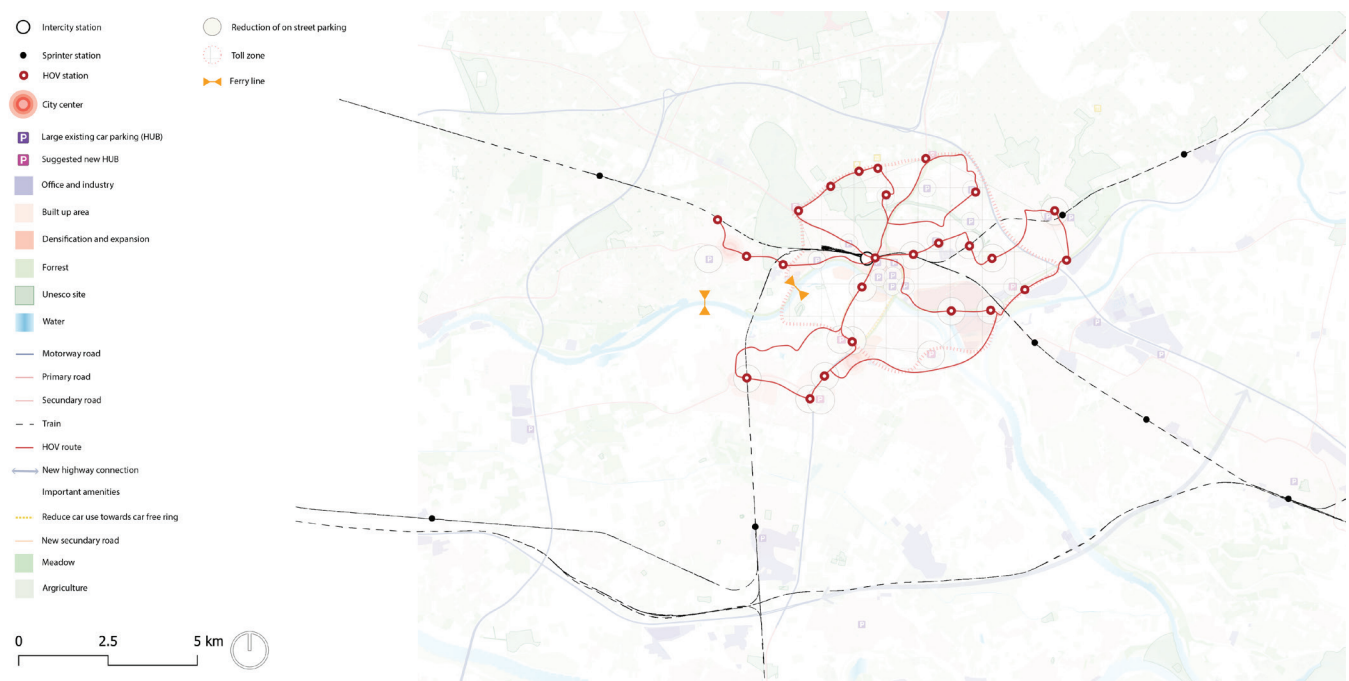 Intercity station
Sprinter station
HOV station
City center
Large existing car parking (HUB)
Suggested new HUB
Office and industry
Built up area
Densification and expansion
Forrest
Unesco site
Water
Motorway road
Primary road
Secondary road
Train
HOV route
New highway connection
Important amenities
Reduce car use towards car free ring
New secondary road
Meadow
Argriculture
Reduction of on street parking
Toll zone
Ferry line
0 2.5 5 km